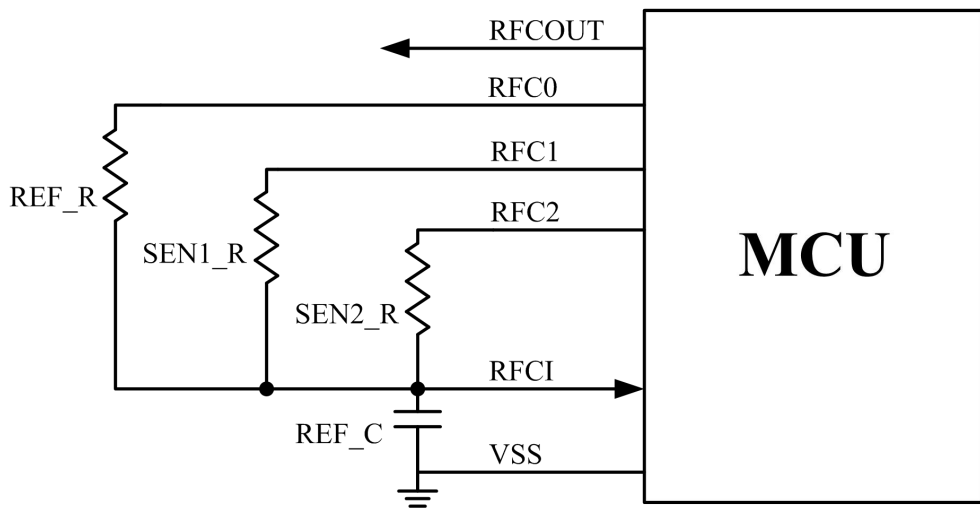 RFCOUT
RFC0
RFC1
REF_R
RFC2
SEN1_R
MCU
SEN2_R
RFCI
REF_C
VSS